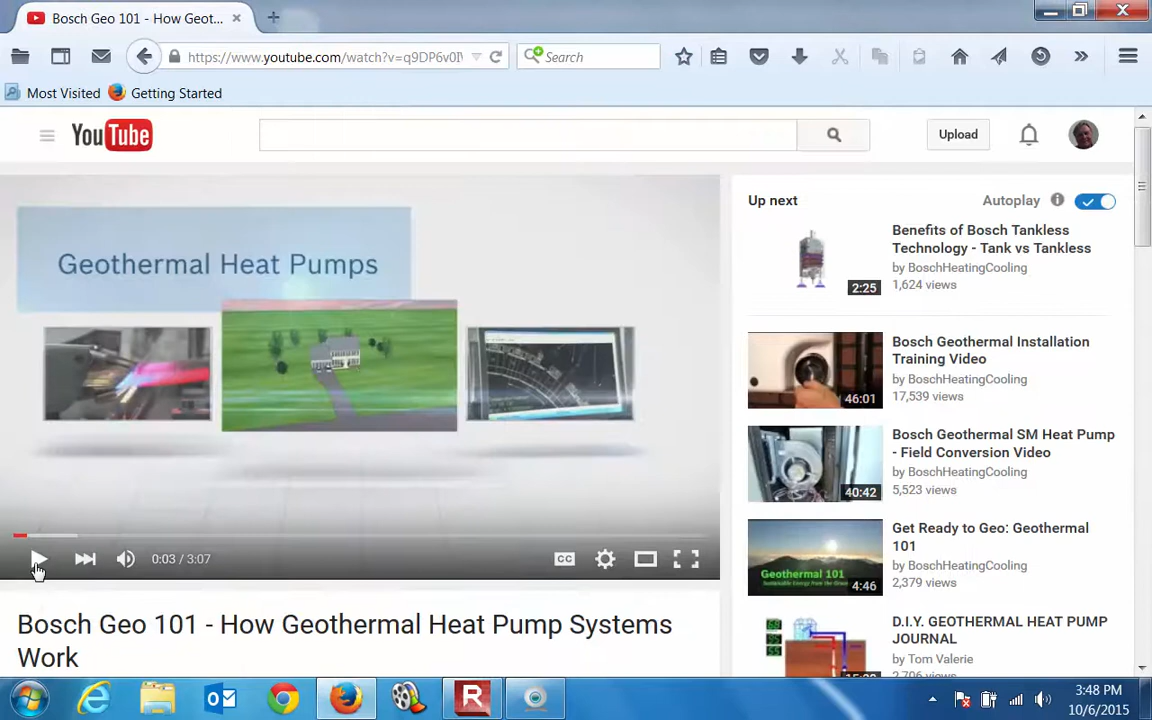 Bosch Geo 101 - How Geot...
https://www.youtube.com/watch?v=q9DP6v0I
Search
Most Visited
Getting Started
YouTube
Upload
Geothermal Heat Pumps
0:03 / 3:07
CC
Bosch Geo 101 - How Geothermal Heat Pump Systems
Work
Up next
Autoplay
Benefits of Bosch Tankless
Technology - Tank vs Tankless
by BoschHeatingCooling
1,624 views
2:25
Bosch Geothermal Installation
Training Video
by BoschHeatingCooling
17,539 views
46:01
Bosch Geothermal SM Heat Pump
- Field Conversion Video
by BoschHeatingCooling
5,523 views
40:42
Get Ready to Geo: Geothermal
101
by BoschHeatingCooling
2,379 views
Geothermal 101
4:46
D.I.Y. GEOTHERMAL HEAT PUMP
JOURNAL
by Tom Valerie
R
3:48 PM
10/6/2015